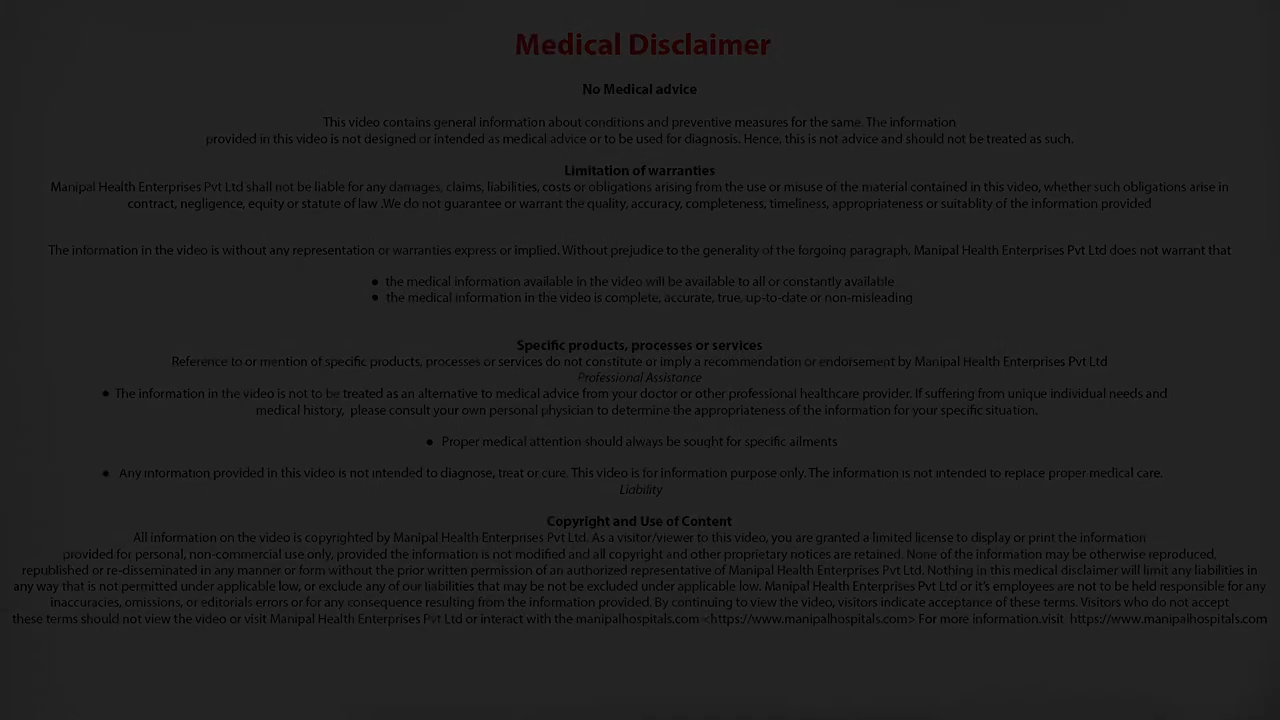 Medical Disclaimer
No Medical advice
This video contains general information about conditions and preventive measures for the same. The information
provided in this video is not designed or intended as medical advice or to be used for diagnosis. Hence. this is not advice and should not be treated as such.
Limitation of warranties
Manipal Health Enterprises Pvt Ltd shall not be liable for any damages, claims, liabilities, costs or obligations arising from the use or misuse of the material contained in this video, whether such obligations arise in
contract, negligence, equity or statute of law .We do not guarantee or warrant the quality, accuracy, completeness, timeliness, appropriateness or suitablity of the information provided
The information in the video is without any representation or warranties express or implied. Without prejudice to the generality of the forgoing paragraph. Manipal Health Enterprises Pvt Ltd does not warrant that
● the medical information available in the video will be available to all or constantly available
● the medical information in the video is complete, accurate, true, up-to-date or non-misleading
Specific products, processes or services
Reference to or mention of specific products, processes or services do not constitute or imply a recommendation or endorsement by Manipal Health Enterprises Pvt Ltd
Professional Assistance
● The information in the video is not to be treated as an alternative to medical advice from your doctor or other professional healthcare provider. If suffering from unique individual needs and
medical history, please consult your own personal physician to determine the appropriateness of the information for your specific situation.
● Proper medical attention should always be sought for specific ailments
● Any information provided in this video is not intended to diagnose, treat or cure. This video is for information purpose only. The information is not intended to replace proper medical care.
Liability
Copyright and Use of Content
All information on the video is copyrighted by Manipal Health Enterprises Pvt Ltd. As a visitor/viewer to this video, you are granted a limited license to display or print the information
provided for personal, non-commercial use only, provided the information is not modified and all copyright and other proprietary notices are retained. None of the information may be otherwise reproduced,
republished or re-disseminated in any manner or form without the prior written permission of an authorized representative of Manipal Health Enterprises Pvt Ltd. Nothing in this medical disclaimer will limit any liabilities in
any way that is not permitted under applicable low, or exclude any of our liabilities that may be not be excluded under applicable low. Manipal Health Enterprises Pvt Ltd or it's employees are not to be held responsible for any
inaccuracies, omissions, or editorials errors or for any consequence resulting from the information provided. By continuing to view the video, visitors indicate acceptance of these terms. Visitors who do not accept
these terms should not view the video or visit Manipal Health Enterprises Pvt Ltd or interact with the manipalhospitals.com <https://www.manipalhospitals.com> For more information.visit https://www.manipalhospitals.com